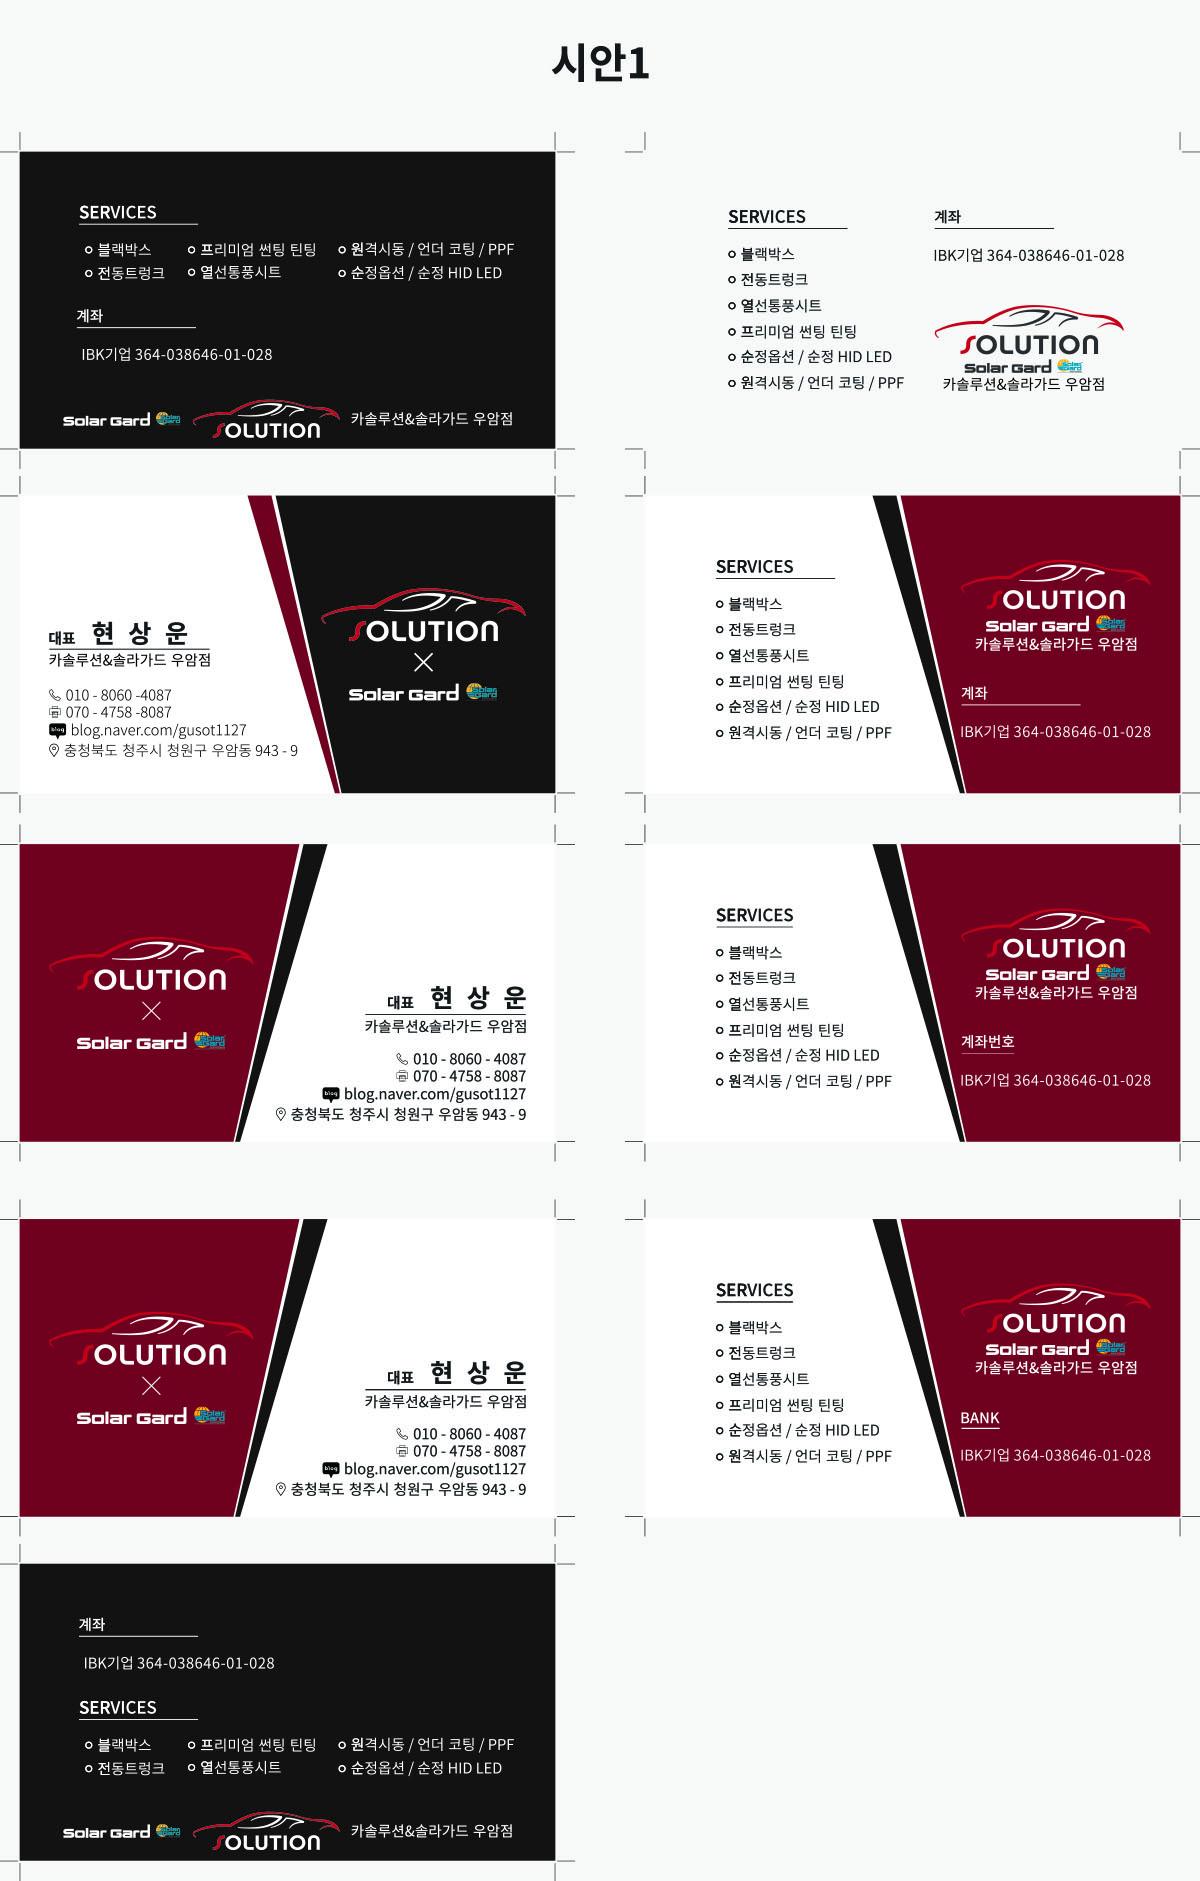 시안1
SERVICES
블랙박스
프리미엄 썬팅 틴팅
원격시동 / 언더 코팅 / PPF
전동트렁크
열선통풍시트
순정옵션 / 순정 HID LED
계좌
IBK기업 364-038646-01-028
Solar Gard Solar Gard SOLUTION 카솔루션&솔라가드 우암점
SERVICES
블랙박스
전동트렁크
열선통풍시트
프리미엄 썬팅 틴팅
순정옵션 / 순정 HID LED
원격시동 / 언더 코팅 / PPF
계좌
IBK기업 364-038646-01-028
SOLUTION
Solar Gard Solar Gard
카솔루션&솔라가드 우암점
대표 현 상 운
카솔루션&솔라가드 우암점
010 - 8060 -4087
070 - 4758 -8087
blog blog.naver.com/gusot1127
충청북도 청주시 청원구 우암동 943 - 9
SOLUTION
Solar Gard Solar Gard
SERVICES
블랙박스
전동트렁크
열선통풍시트
프리미엄 썬팅 틴팅
순정옵션 / 순정 HID LED
원격시동 / 언더 코팅 / PPF
SOLUTION
Solar Gard Solar Gard
카솔루션&솔라가드 우암점
계좌
IBK기업 364-038646-01-028
SOLUTION
Solar Gard Solar Gard
대표 현 상 운
카솔루션&솔라가드 우암점
010 - 8060 - 4087
070 - 4758 - 8087
blog blog.naver.com/gusot1127
충청북도 청주시 청원구 우암동 943 - 9
SERVICES
블랙박스
전동트렁크
열선통풍시트
프리미엄 썬팅 틴팅
순정옵션 / 순정 HID LED
원격시동 / 언더 코팅 / PPF
SOLUTION
Solar Gard Solar Gard
카솔루션&솔라가드 우암점
계좌번호
IBK기업 364-038646-01-028
SOLUTION
Solar Gard Solar Gard
대표 현 상 운
카솔루션&솔라가드 우암점
010 - 8060 - 4087
070 - 4758 - 8087
blog blog.naver.com/gusot1127
충청북도 청주시 청원구 우암동 943 - 9
SERVICES
블랙박스
전동트렁크
열선통풍시트
프리미엄 썬팅 틴팅
순정옵션 / 순정 HID LED
원격시동 / 언더 코팅 / PPF
SOLUTION
Solar Gard Solar Gard
카솔루션&솔라가드 우암점
BANK
IBK기업 364-038646-01-028
계좌
IBK기업 364-038646-01-028
SERVICES
블랙박스
프리미엄 썬팅 틴팅
원격시동 / 언더 코팅 / PPF
전동트렁크
열선통풍시트
순정옵션 / 순정 HID LED
Solar Gard Solar Gard SOLUTION 카솔루션&솔라가드 우암점